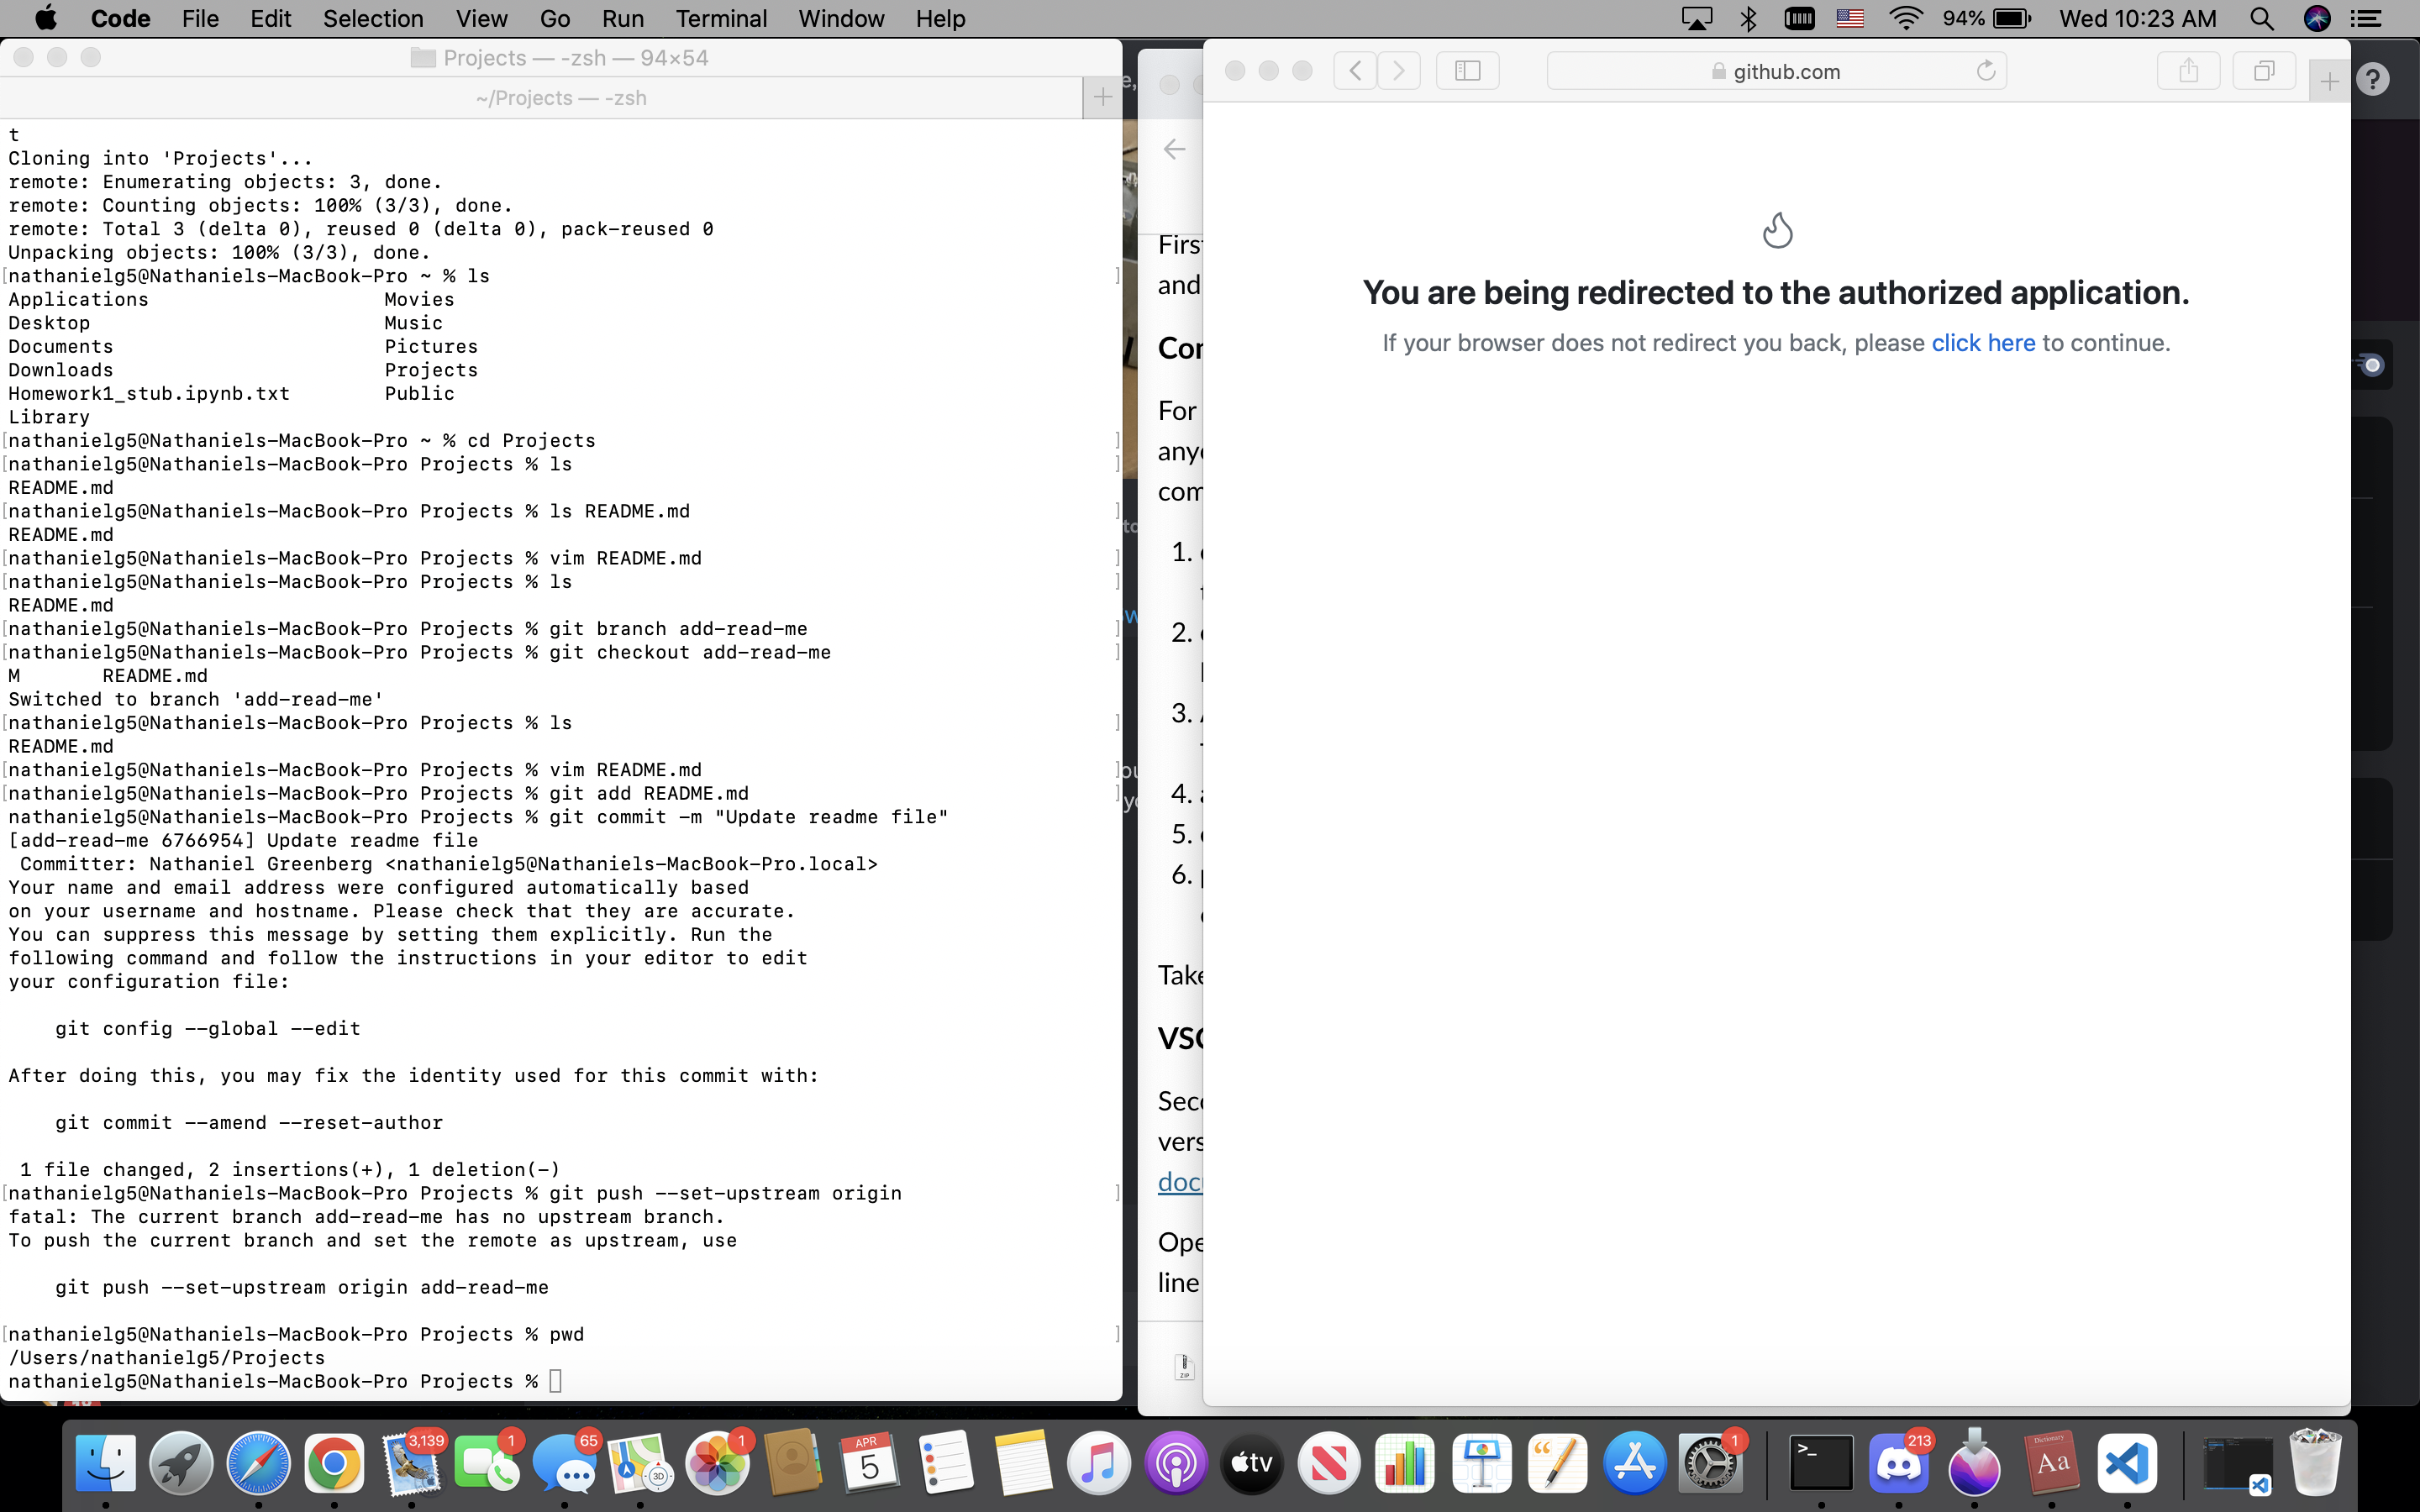 Code File Edit Selection View Go Run Terminal Window Help 94% Wed 10:23 AM
Projects — -zsh — 94×54
~/Projects — -zsh
t
Cloning into 'Projects'...
remote: Enumerating objects: 3, done.
remote: Counting objects: 100% (3/3), done.
remote: Total 3 (delta 0), reused 0 (delta 0), pack-reused 0
Unpacking objects: 100% (3/3), done.
[nathanielg5@Nathaniels-MacBook-Pro ~ % ls ]
Applications Movies
Desktop Music
Documents Pictures
Downloads Projects
Homework1_stub.ipynb.txt Public
Library
[nathanielg5@Nathaniels-MacBook-Pro ~ % cd Projects ]
[nathanielg5@Nathaniels-MacBook-Pro Projects % ls ]
README.md
[nathanielg5@Nathaniels-MacBook-Pro Projects % ls README.md ]
README.md
[nathanielg5@Nathaniels-MacBook-Pro Projects % vim README.md ]
[nathanielg5@Nathaniels-MacBook-Pro Projects % ls ]
README.md
[nathanielg5@Nathaniels-MacBook-Pro Projects % git branch add-read-me ]
[nathanielg5@Nathaniels-MacBook-Pro Projects % git checkout add-read-me ]
M README.md
Switched to branch 'add-read-me'
[nathanielg5@Nathaniels-MacBook-Pro Projects % ls ]
README.md
[nathanielg5@Nathaniels-MacBook-Pro Projects % vim README.md ]
[nathanielg5@Nathaniels-MacBook-Pro Projects % git add README.md ]
nathanielg5@Nathaniels-MacBook-Pro Projects % git commit -m "Update readme file"
[add-read-me 6766954] Update readme file
Committer: Nathaniel Greenberg <nathanielg5@Nathaniels-MacBook-Pro.local>
Your name and email address were configured automatically based
on your username and hostname. Please check that they are accurate.
You can suppress this message by setting them explicitly. Run the
following command and follow the instructions in your editor to edit
your configuration file:
git config --global --edit
After doing this, you may fix the identity used for this commit with:
git commit --amend --reset-author
1 file changed, 2 insertions(+), 1 deletion(-)
[nathanielg5@Nathaniels-MacBook-Pro Projects % git push --set-upstream origin ]
fatal: The current branch add-read-me has no upstream branch.
To push the current branch and set the remote as upstream, use
git push --set-upstream origin add-read-me
[nathanielg5@Nathaniels-MacBook-Pro Projects % pwd ]
/Users/nathanielg5/Projects
nathanielg5@Nathaniels-MacBook-Pro Projects %
and
For
com
1.
2.
3.
4.
5.
6.
Take
line
ZIP
github.com
You are being redirected to the authorized application.
If your browser does not redirect you back, please click here to continue.
3,139 1 65 3D 1 APR 5 tv 1 >_ 213 Aa